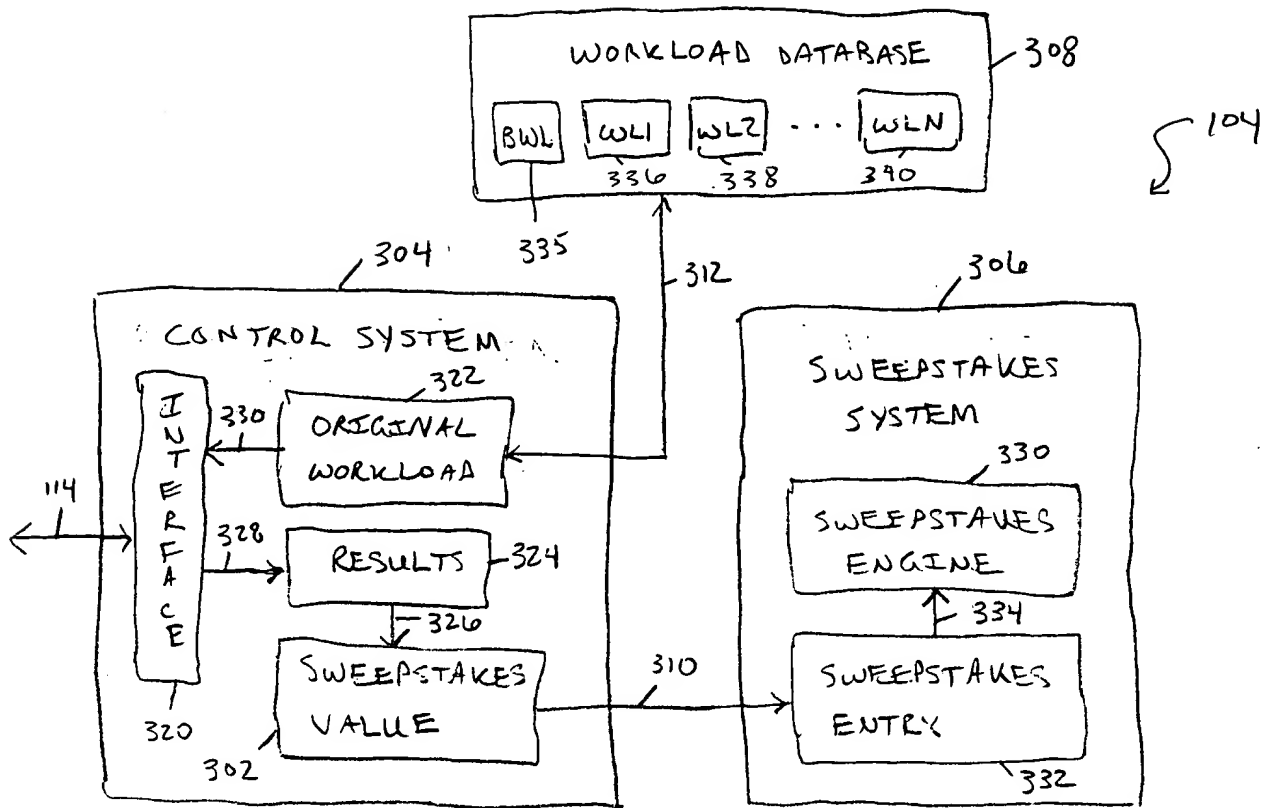 WORKLOAD DATABASE
308
BWL WL1 WL2 ... WLN
104
336 338 340
335
304
312
306
CONTROL SYSTEM
SWEEPSTAKES
SYSTEM
322
INTERFACE
330
ORIGINAL
WORKLOAD
330
114
328
RESULTS
324
SWEEPSTAKES
ENGINE
326
334
SWEEPSTAKES
VALUE
310
SWEEPSTAKES
ENTRY
320
302
332